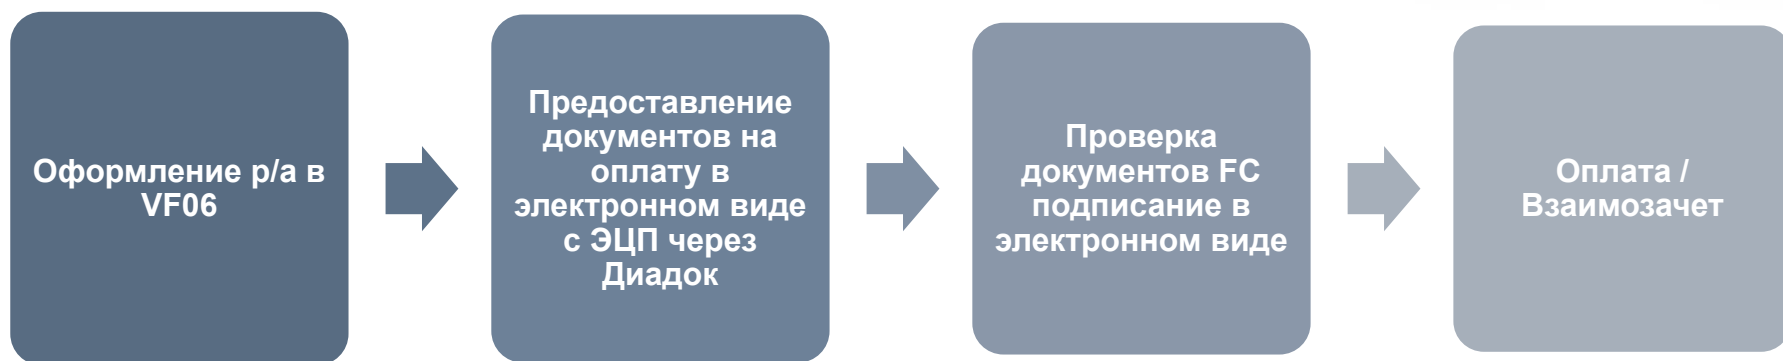 Оформление р/а в
VF06
Предоставление
документов на
оплату в
электронном виде
с ЭЦП через
Диадок
Проверка
документов FC
подписание в
электронном виде
Оплата /
Взаимозачет